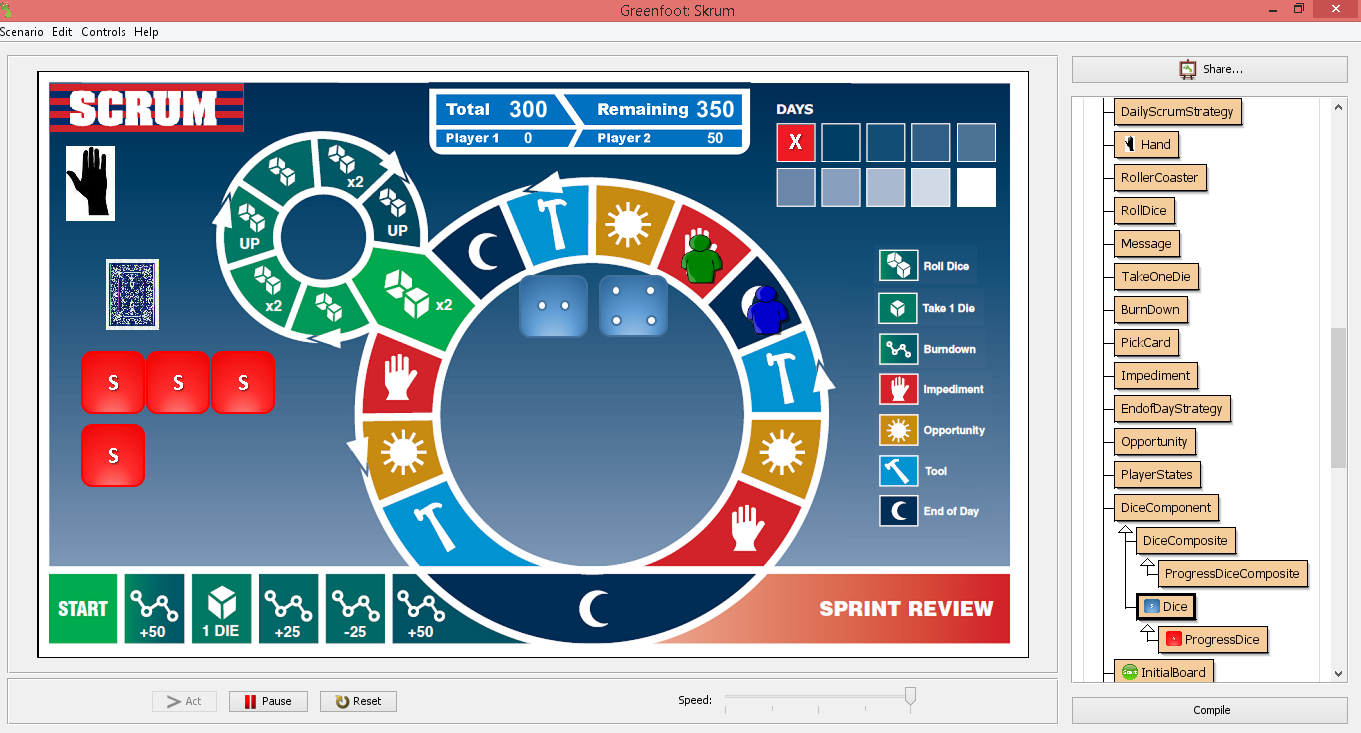 Greenfoot: Skrum
Scenario Edit Controls Help
SCRUM
Total 300 Remaining 350
Player 1 0 Player 2 50
DAYS
X
x2
UP
UP
x2
x2
Roll Dice
Take 1 Die
Burndown
Impediment
Opportunity
Tool
End of Day
S S S
S
START +50 1 DIE +25 -25 +50 SPRINT REVIEW
Act Pause Reset Speed:
Share...
DailyScrumStrategy
Hand
RollerCoaster
RollDice
Message
TakeOneDie
BurnDown
PickCard
Impediment
EndofDayStrategy
Opportunity
PlayerStates
DiceComponent
DiceComposite
ProgressDiceComposite
Dice
S ProgressDice
InitialBoard
Compile